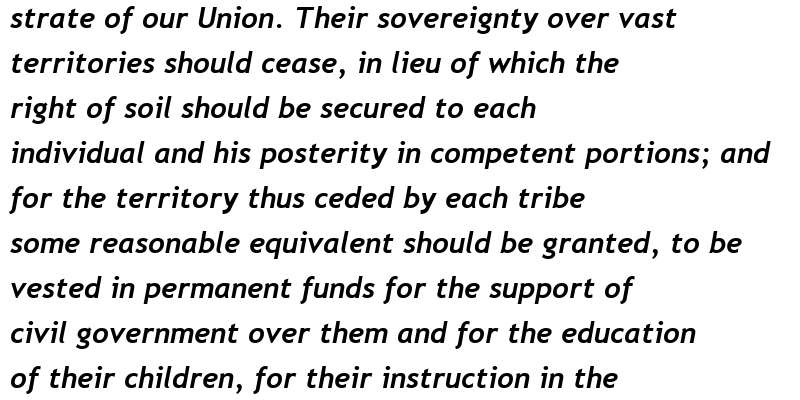 strate of our Union. Their sovereignty over vast
territories should cease, in lieu of which the
right of soil should be secured to each
individual and his posterity in competent portions; and
for the territory thus ceded by each tribe
some reasonable equivalent should be granted, to be
vested in permanent funds for the support of
civil government over them and for the education
of their children, for their instruction in the